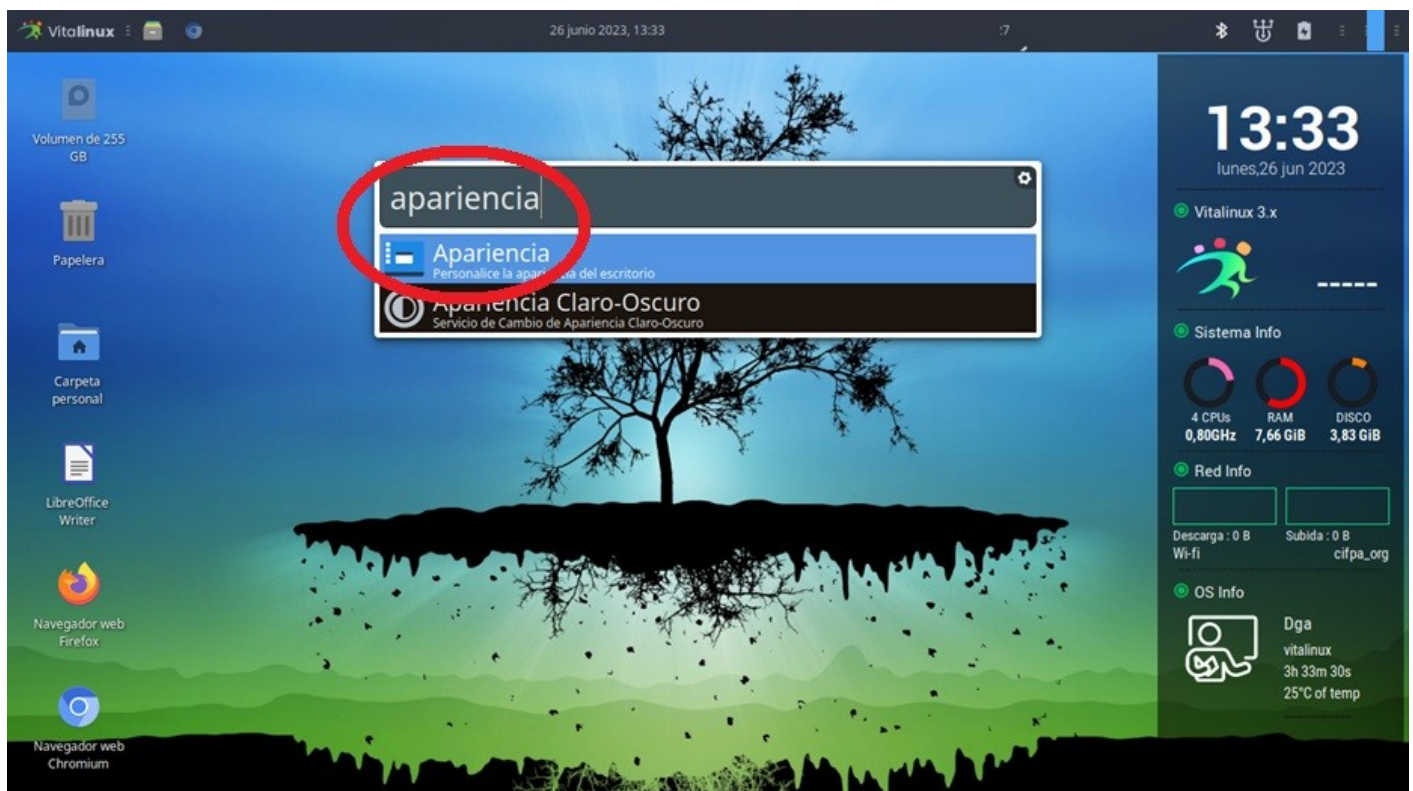 Vitalinux
26 junio 2023, 13:33
:7
Volumen de 255
GB
Papelera
Carpeta
personal
LibreOffice
Writer
Navegador web
Firefox
Navegador web
Chromium
apariencia
Apariencia
Personalice la apariencia del escritorio
Apariencia Claro-Oscuro
Servicio de Cambio de Apariencia Claro-Oscuro
13:33
lunes,26 jun 2023
Vitalinux 3.x
-----
Sistema Info
4 CPUs RAM DISCO
0,80GHz 7,66 GiB 3,83 GiB
Red Info
Descarga : 0 B Subida : 0 B
Wi-fi cifpa_org
OS Info
Dga
vitalinux
3h 33m 30s
25°C of temp